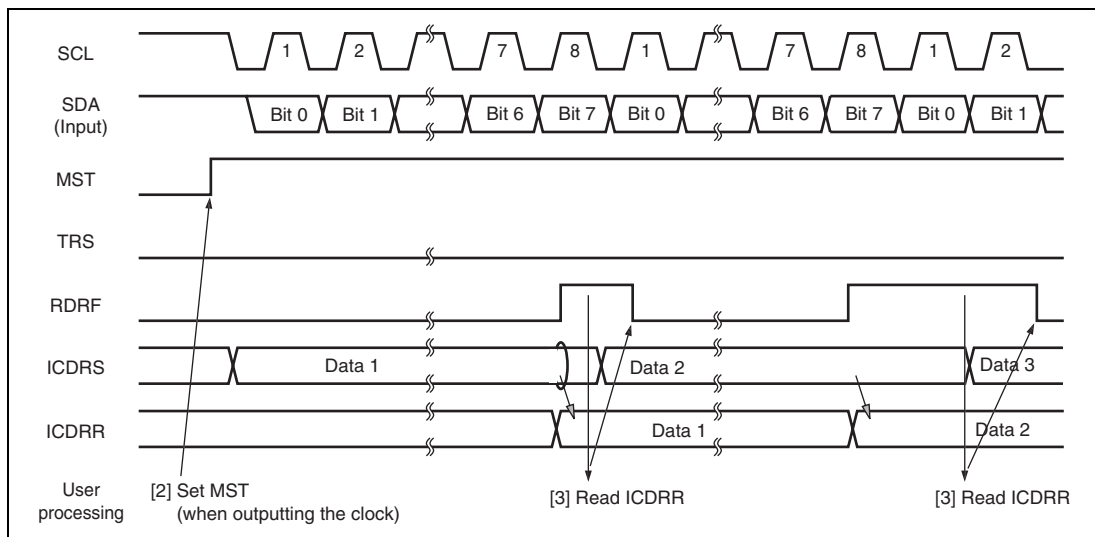 SCL 1 2 7 8 1 7 8 1 2
SDA
(Input) Bit 0 Bit 1 Bit 6 Bit 7 Bit 0 Bit 6 Bit 7 Bit 0 Bit 1
MST
TRS
RDRF
ICDRS Data 1 Data 2 Data 3
ICDRR Data 1 Data 2
User
processing
[2] Set MST
(when outputting the clock)
[3] Read ICDRR
[3] Read ICDRR